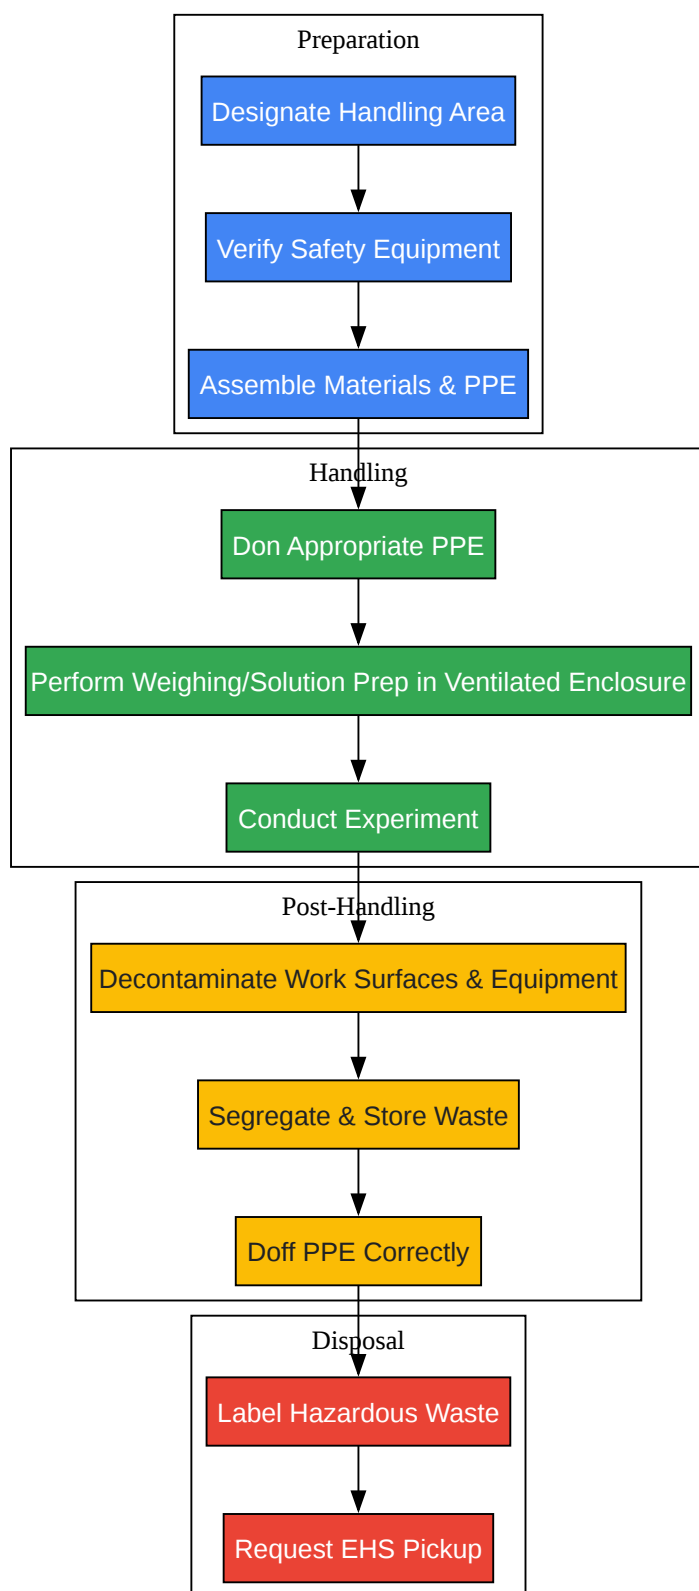 Preparation
Designate Handling Area
Verify Safety Equipment
Assemble Materials & PPE
Handling
Don Appropriate PPE
Perform Weighing/Solution Prep in Ventilated Enclosure
Conduct Experiment
Post-Handling
Decontaminate Work Surfaces & Equipment
Segregate & Store Waste
Doff PPE Correctly
Disposal
Label Hazardous Waste
Request EHS Pickup